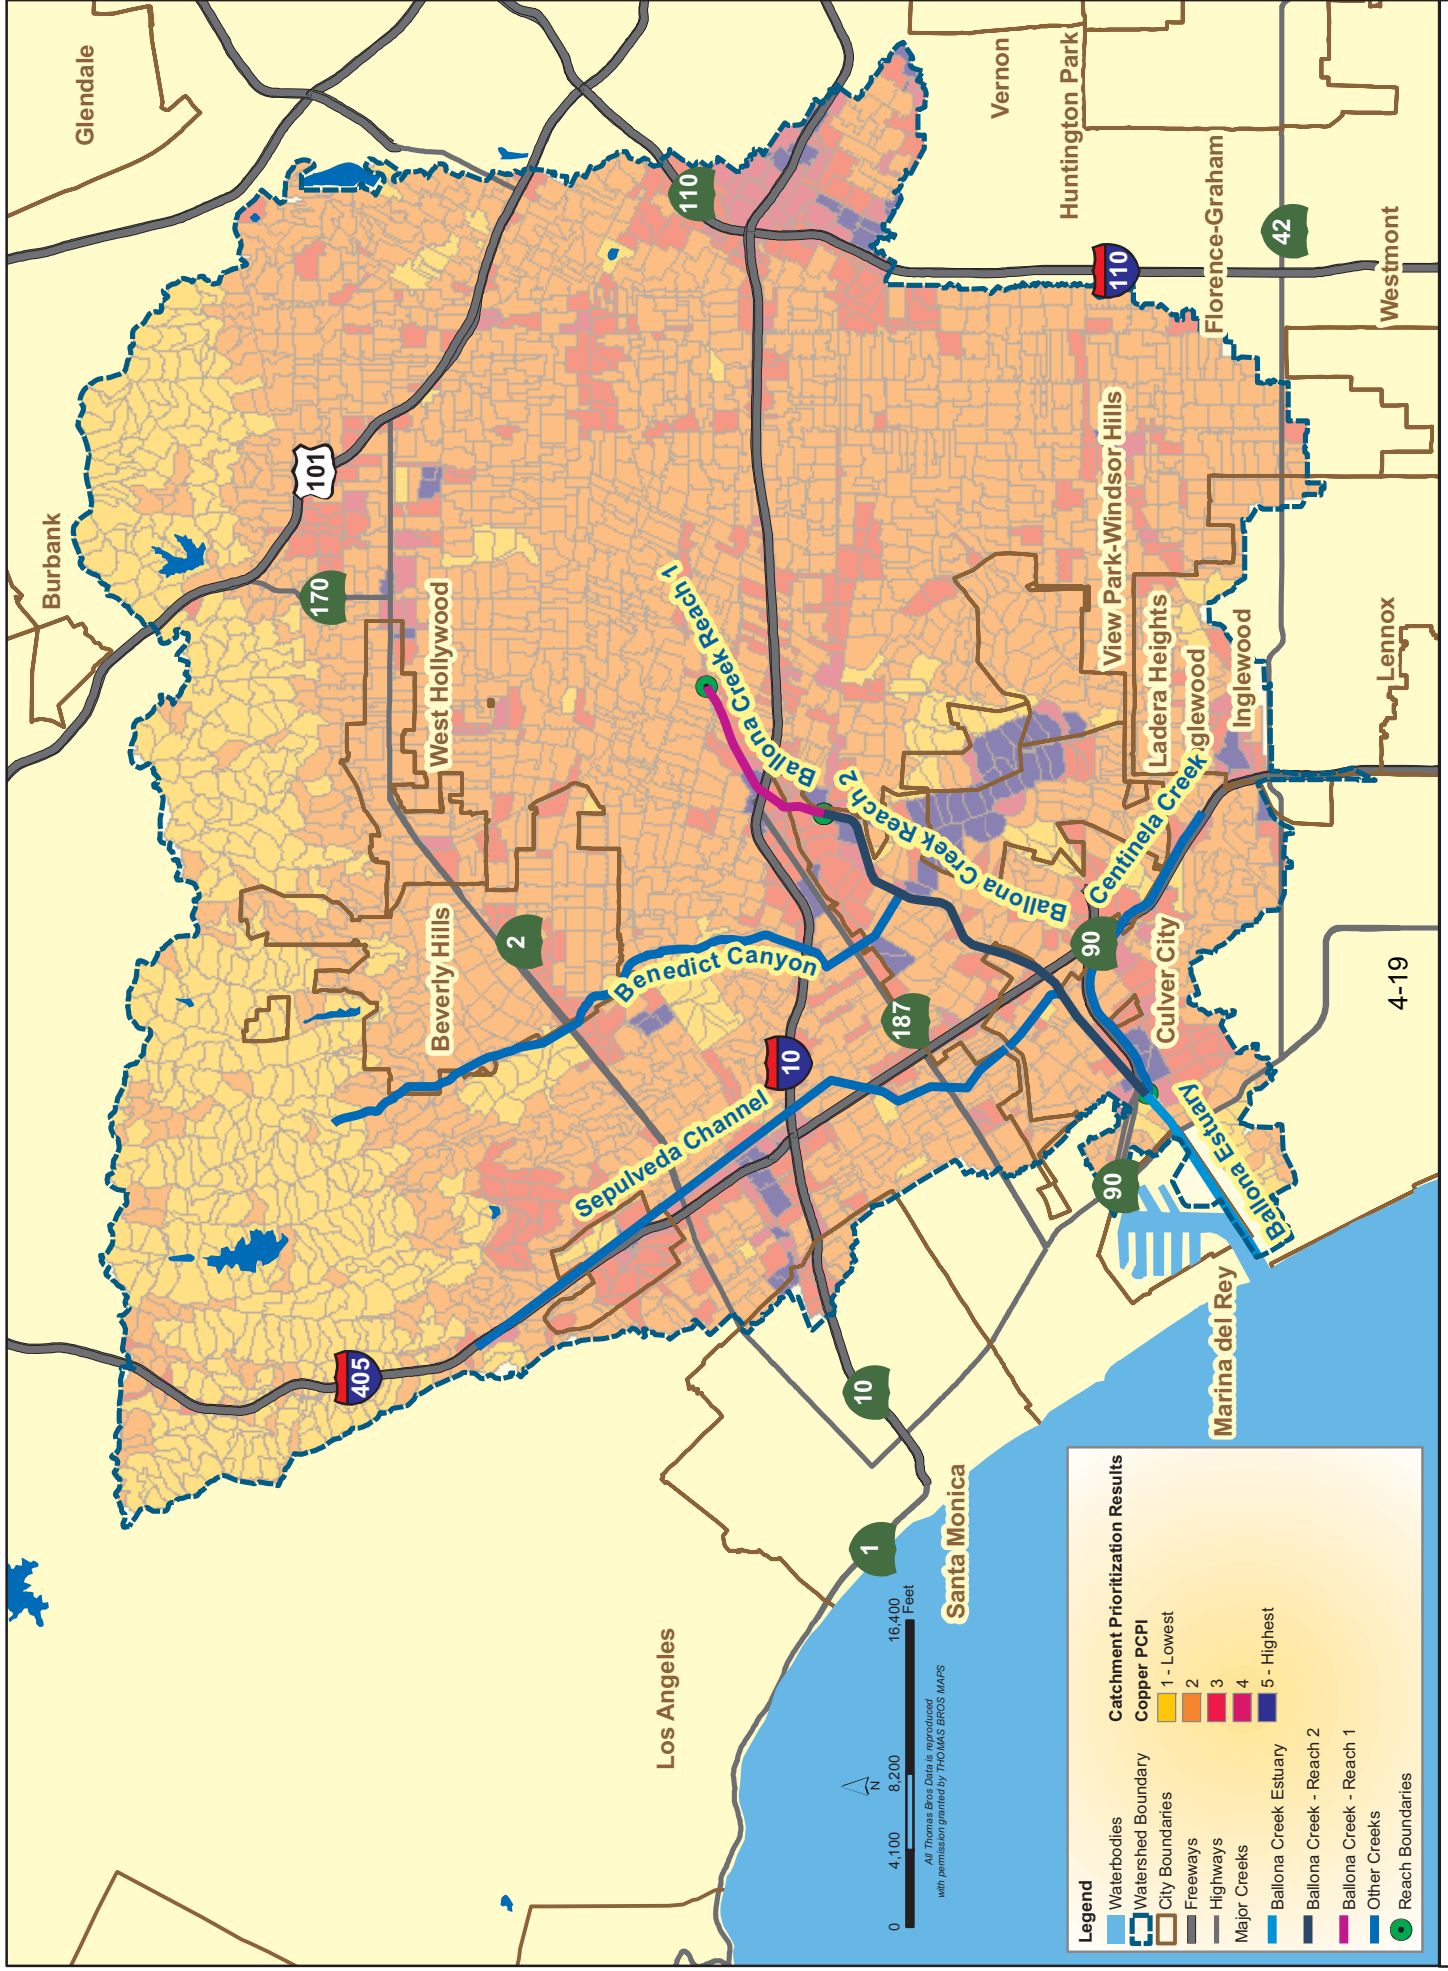 Glendale
Burbank
Vernon
Huntington Park
Florence-Graham
Westmont
Lennox
101
170
110
110
42
West Hollywood
Beverly Hills
2
Ballona Creek Reach 1
Ballona Creek Reach 2
View Park-Windsor Hills
Ladera Heights
Inglewood
Inglewood
Centinela Creek
Culver City
Benedict Canyon
Sepulveda Channel
10
187
90
90
405
10
1
Ballona Estuary
Marina del Rey
Santa Monica
Los Angeles
N
0 4,100 8,200 16,400
Feet
All Thomas Bros Data is reproduced
with permission granted by THOMAS BROS MAPS
Legend
Waterbodies
Watershed Boundary
City Boundaries
Freeways
Highways
Major Creeks
Ballona Creek Estuary
Ballona Creek - Reach 2
Ballona Creek - Reach 1
Other Creeks
Reach Boundaries
Catchment Prioritization Results
Copper PCPI
1 - Lowest
2
3
4
5 - Highest
4-19